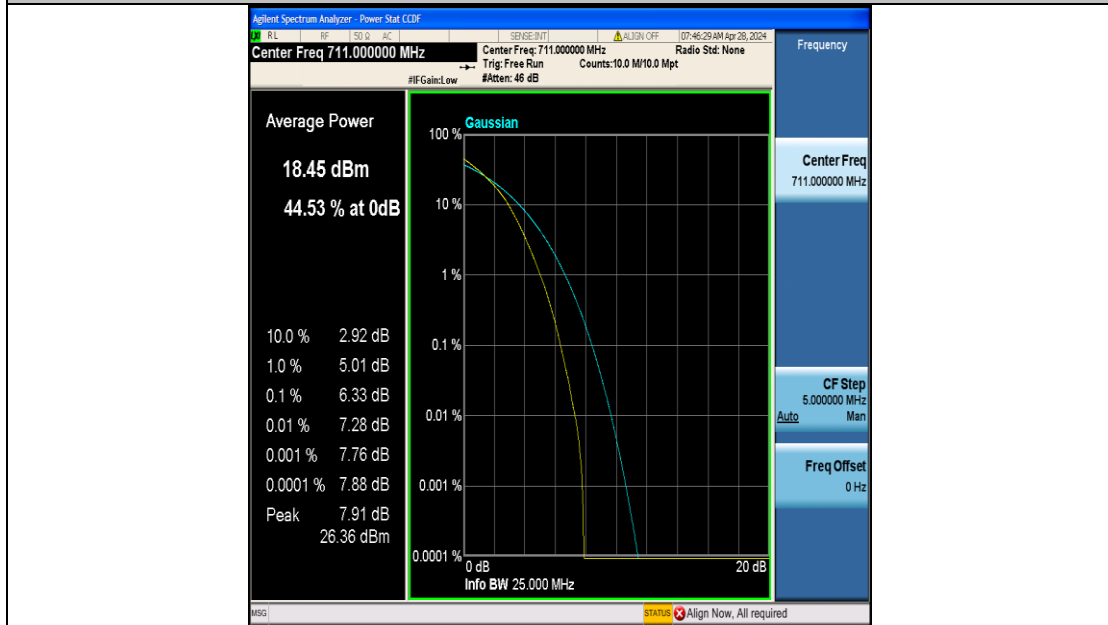 Agilent Spectrum Analyzer - Power Stat CCDF
RL RF 50 Ω AC SENSE:INT ALIGN OFF 07:46:29 AM Apr 28, 2024
Center Freq 711.000000 MHz
Center Freq: 711.000000 MHz Radio Std: None
Trig: Free Run Counts:10.0 M/10.0 Mpt
#IFGain:Low #Atten: 46 dB
Frequency
Average Power
18.45 dBm
44.53 % at 0dB
10.0 % 2.92 dB
1.0 % 5.01 dB
0.1 % 6.33 dB
0.01 % 7.28 dB
0.001 % 7.76 dB
0.0001 % 7.88 dB
Peak 7.91 dB
26.36 dBm
Gaussian
100 %
10 %
1 %
0.1 %
0.01 %
0.001 %
0.0001 %
0 dB 20 dB
Info BW 25.000 MHz
Center Freq
711.000000 MHz
CF Step
5.000000 MHz
Auto Man
Freq Offset
0 Hz
MSG STATUS Align Now, All required